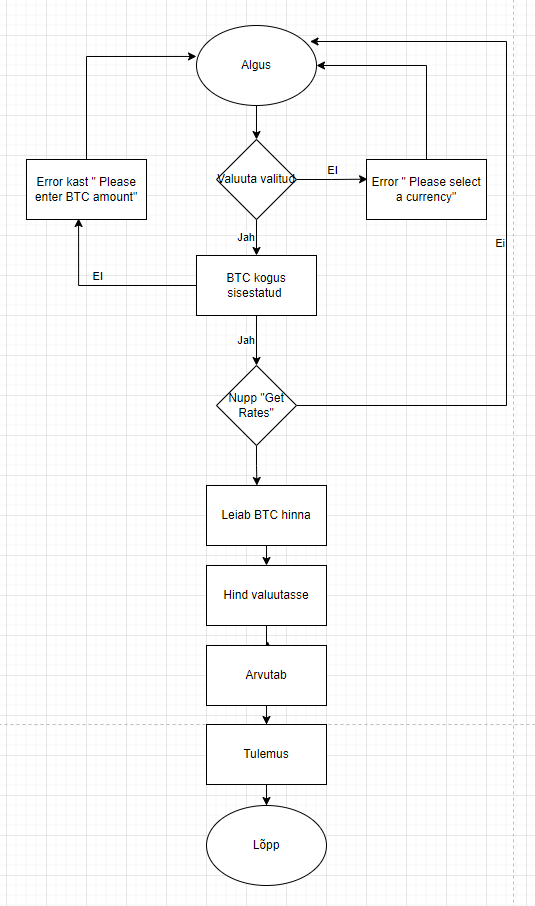 Algus
Valuuta valitud
EI
Error kast " Please
enter BTC amount"
Error " Please select
a currency"
Jah
Ei
BTC kogus
sisestatud
EI
Jah
Nupp "Get
Rates"
Leiab BTC hinna
Hind valuutasse
Arvutab
Tulemus
Lõpp